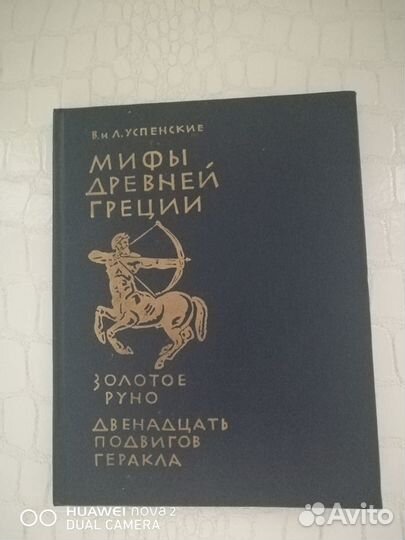 В. и Л. УСПЕНСКИЕ
МИФЫ
ДРЕВНЕЙ
ГРЕЦИИ
ЗОЛОТОЕ
РУНО
ДВЕНАДЦАТЬ
ПОДВИГОВ
ГЕРАКЛА
HUAWEI nova 2
DUAL CAMERA
Avito